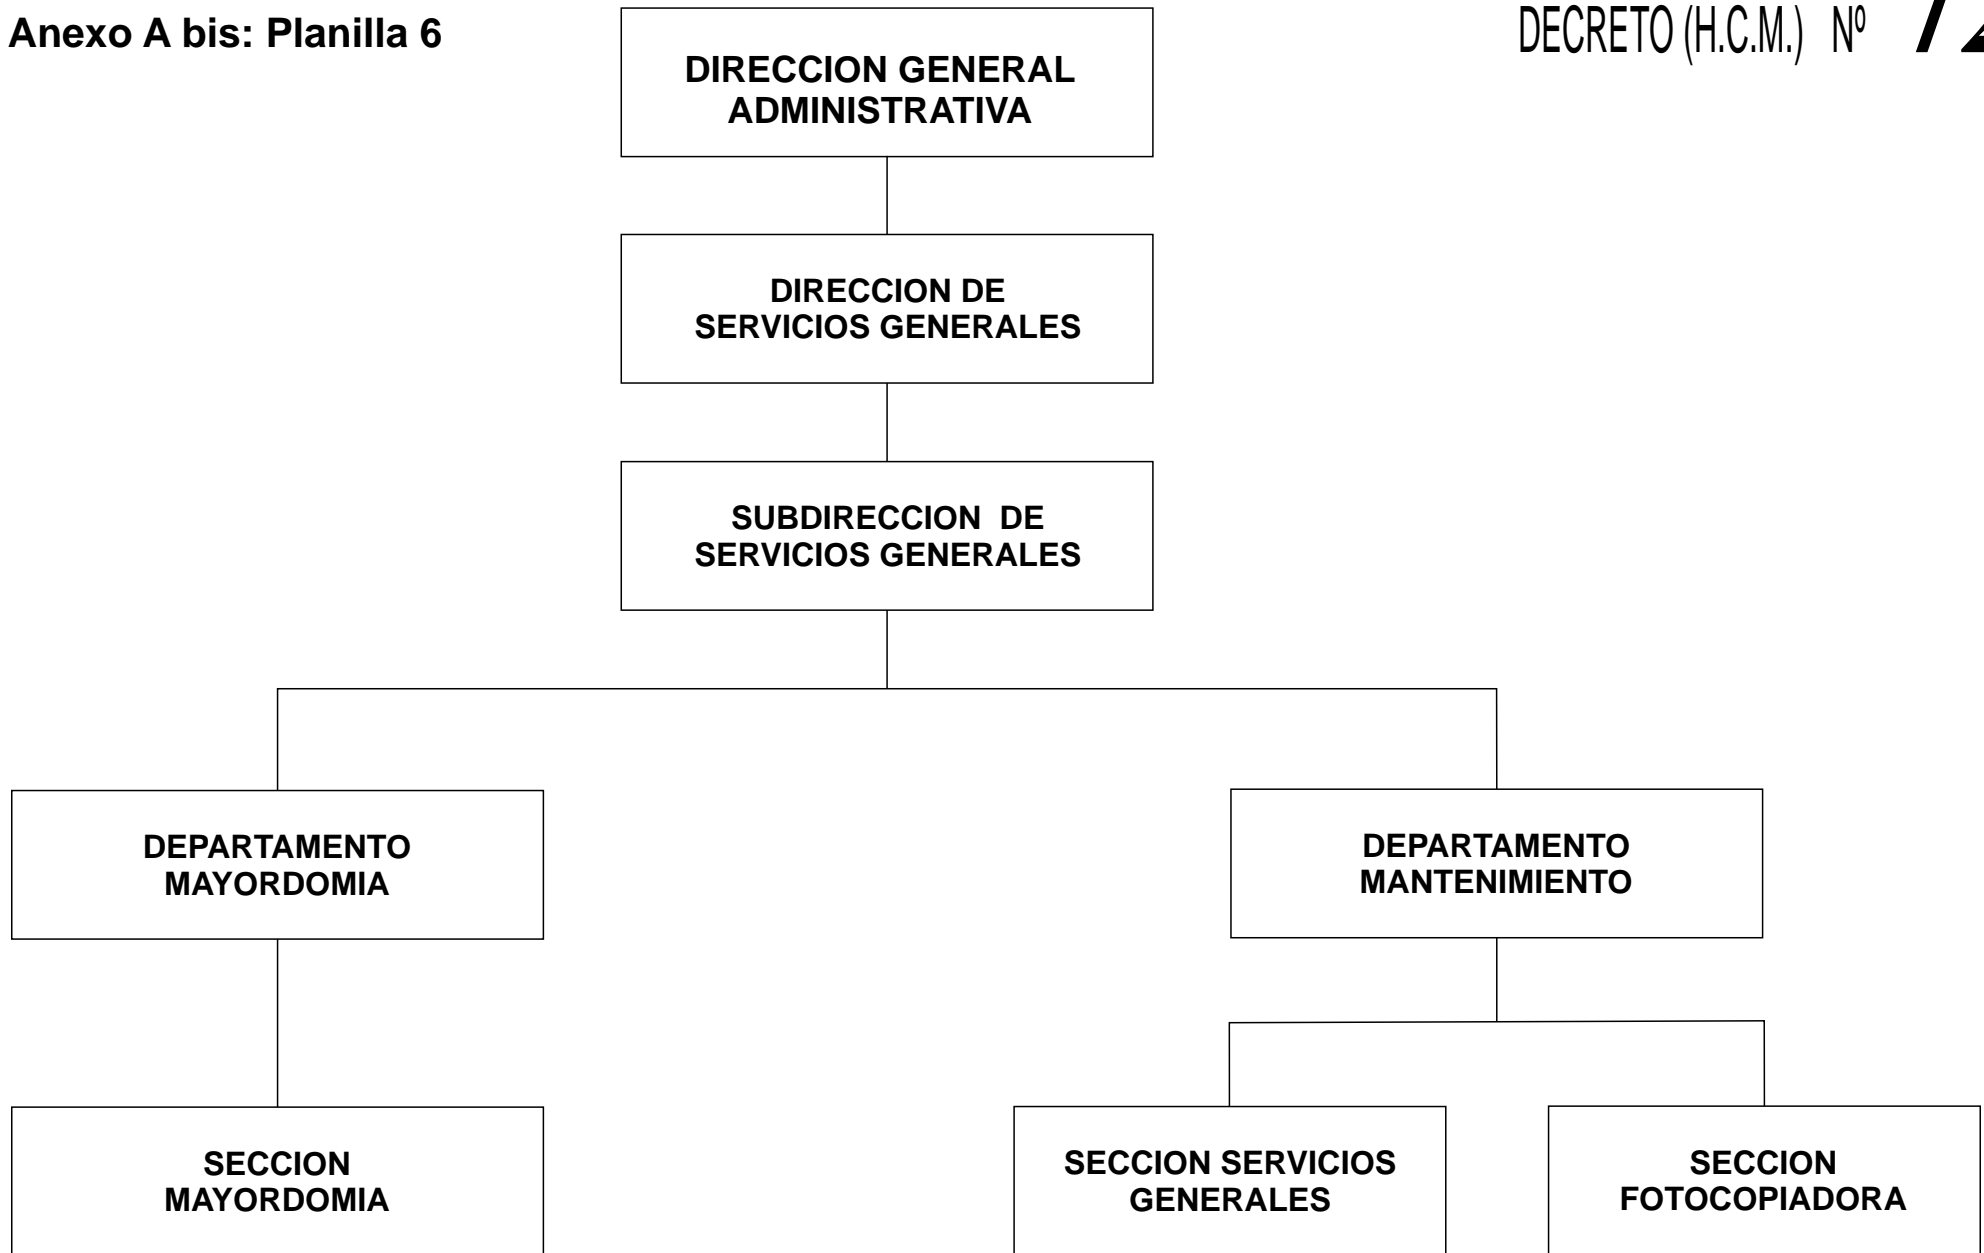 Anexo A bis: Planilla 6
DECRETO (H.C.M.) Nº
DIRECCION GENERAL
ADMINISTRATIVA
DIRECCION DE
SERVICIOS GENERALES
SUBDIRECCION DE
SERVICIOS GENERALES
DEPARTAMENTO
MAYORDOMIA
DEPARTAMENTO
MANTENIMIENTO
SECCION
MAYORDOMIA
SECCION SERVICIOS
GENERALES
SECCION
FOTOCOPIADORA